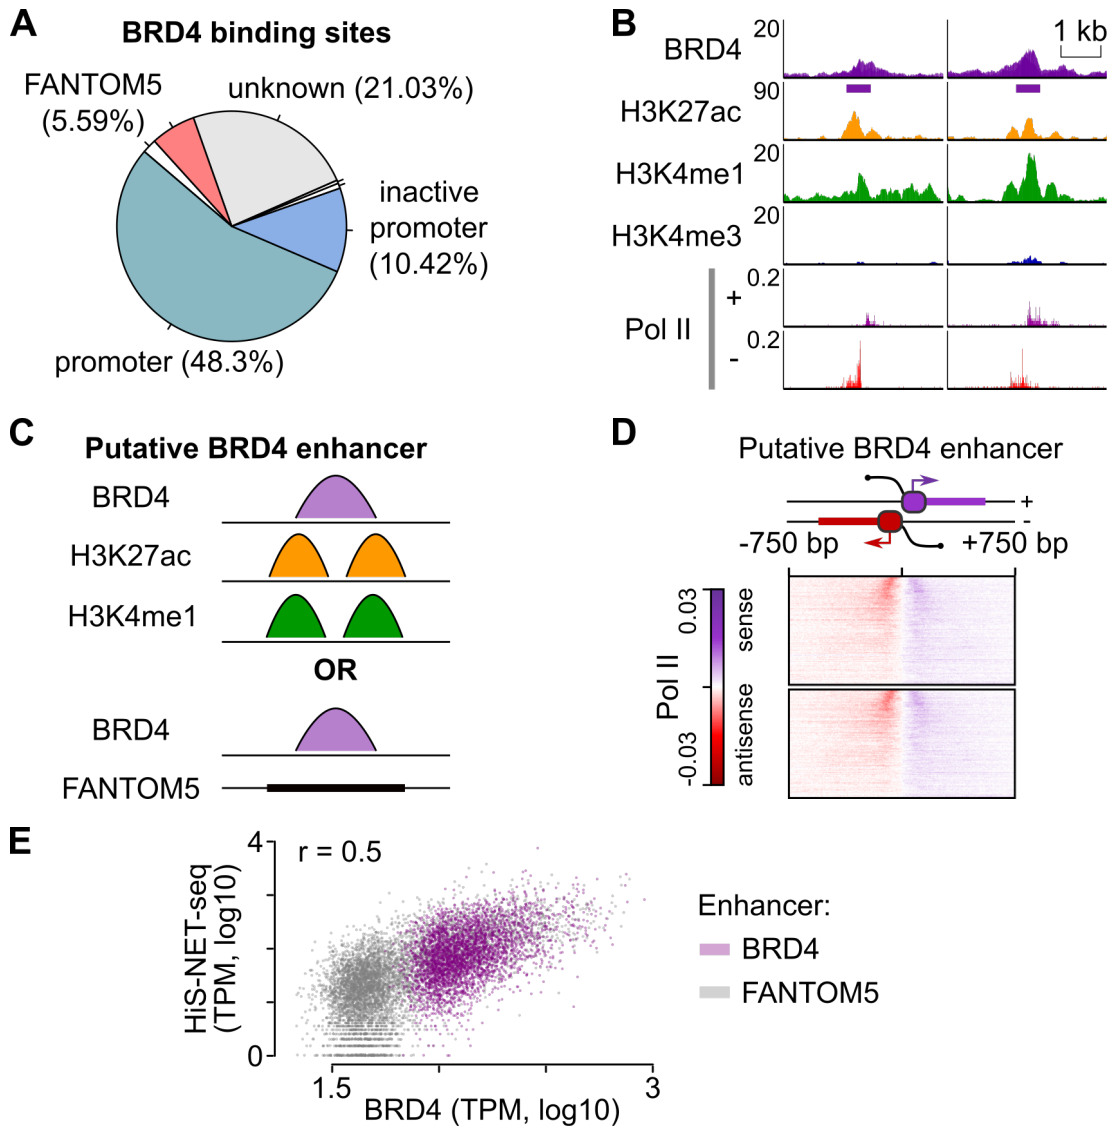 A
BRD4 binding sites
FANTOM5
(5.59%)
unknown (21.03%)
inactive
promoter
(10.42%)
promoter (48.3%)
B
1 kb
BRD4
20
H3K27ac
90
H3K4me1
20
H3K4me3
20
Pol II
+
0.2
-
0.2
C
Putative BRD4 enhancer
BRD4
H3K27ac
H3K4me1
OR
BRD4
FANTOM5
D
Putative BRD4 enhancer
+
-
-750 bp
+750 bp
Pol II
0.03
-0.03
sense
antisense
E
r = 0.5
HiS-NET-seq
(TPM, log10)
4
0
1.5
3
BRD4 (TPM, log10)
Enhancer:
BRD4
FANTOM5